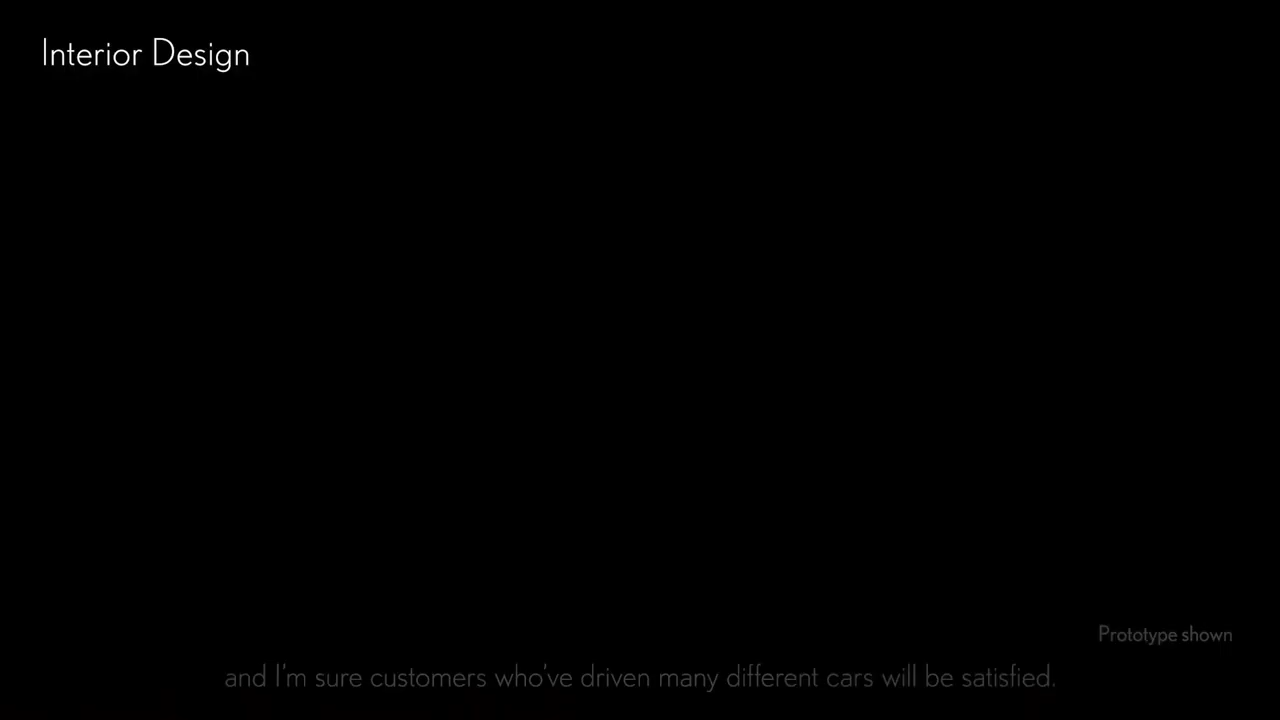 Interior Design
Prototype shown
and I'm sure customers who've driven many different cars will be satisfied.